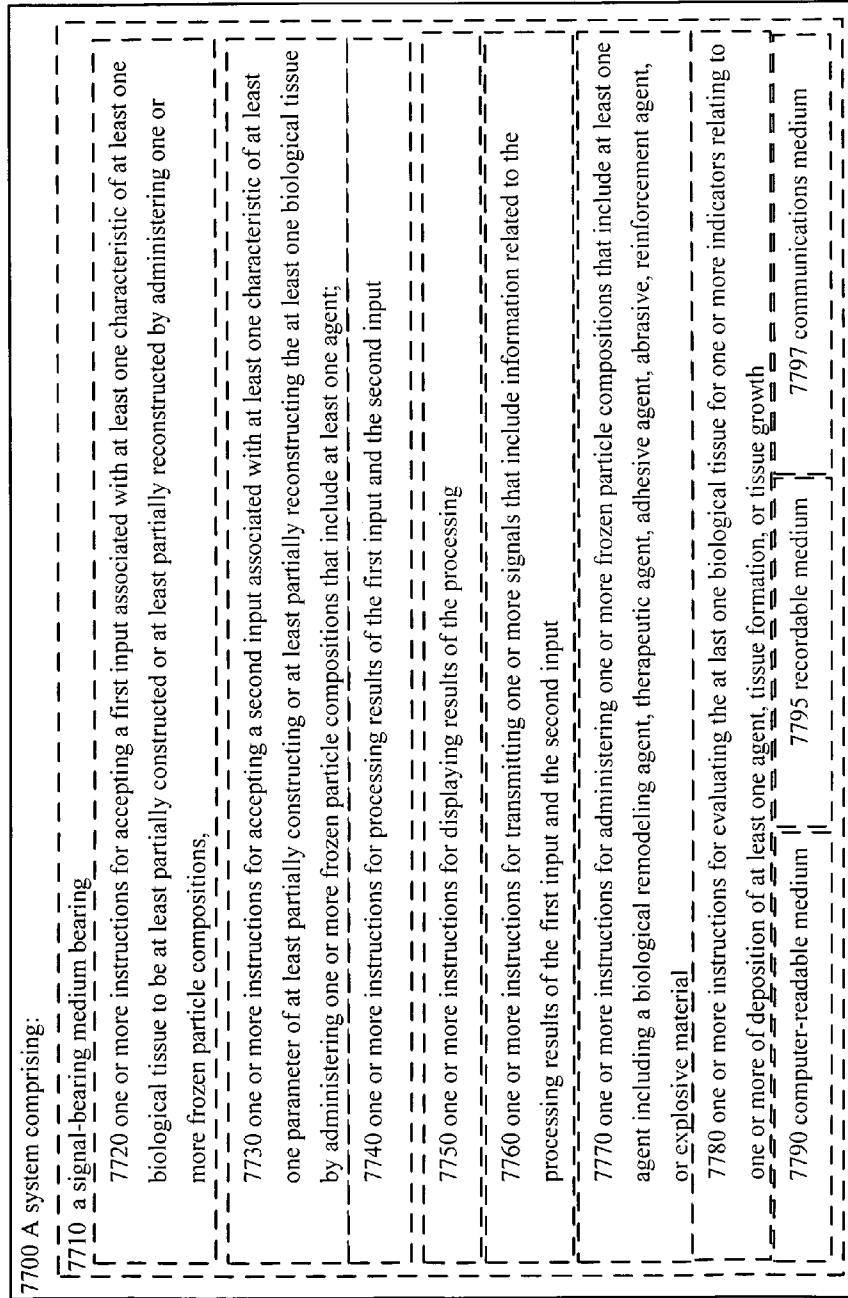 7700 A system comprising:
7710 a signal-bearing medium bearing
7720 one or more instructions for accepting a first input associated with at least one characteristic of at least one
biological tissue to be at least partially constructed or at least partially reconstructed by administering one or
more frozen particle compositions,
7730 one or more instructions for accepting a second input associated with at least one characteristic of at least
one parameter of at least partially constructing or at least partially reconstructing the at least one biological tissue
by administering one or more frozen particle compositions that include at least one agent;
7740 one or more instructions for processing results of the first input and the second input
7750 one or more instructions for displaying results of the processing
7760 one or more instructions for transmitting one or more signals that include information related to the
processing results of the first input and the second input
7770 one or more instructions for administering one or more frozen particle compositions that include at least one
agent including a biological remodeling agent, therapeutic agent, adhesive agent, abrasive, reinforcement agent,
or explosive material
7780 one or more instructions for evaluating the at last one biological tissue for one or more indicators relating to
one or more of deposition of at least one agent, tissue formation, or tissue growth
7790 computer-readable medium
7795 recordable medium
7797 communications medium